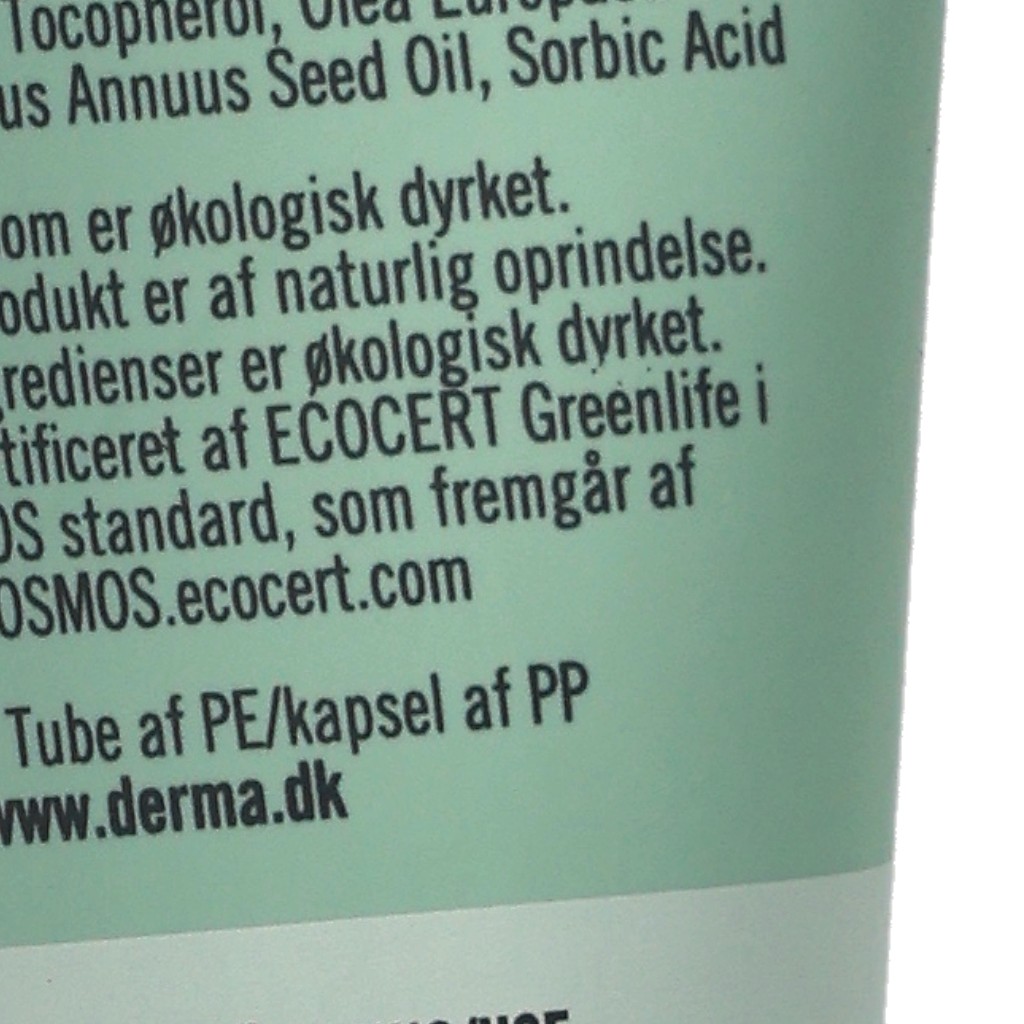 Tocopherol, Olea
us Annuus Seed Oil, Sorbic Acid
om er økologisk dyrket.
odukt er af naturlig oprindelse.
redienser er økologisk dyrket.
tificeret af ECOCERT Greenlife i
OS standard, som fremgår af
OSMOS.ecocert.com
Tube af PE/kapsel af PP
www.derma.dk